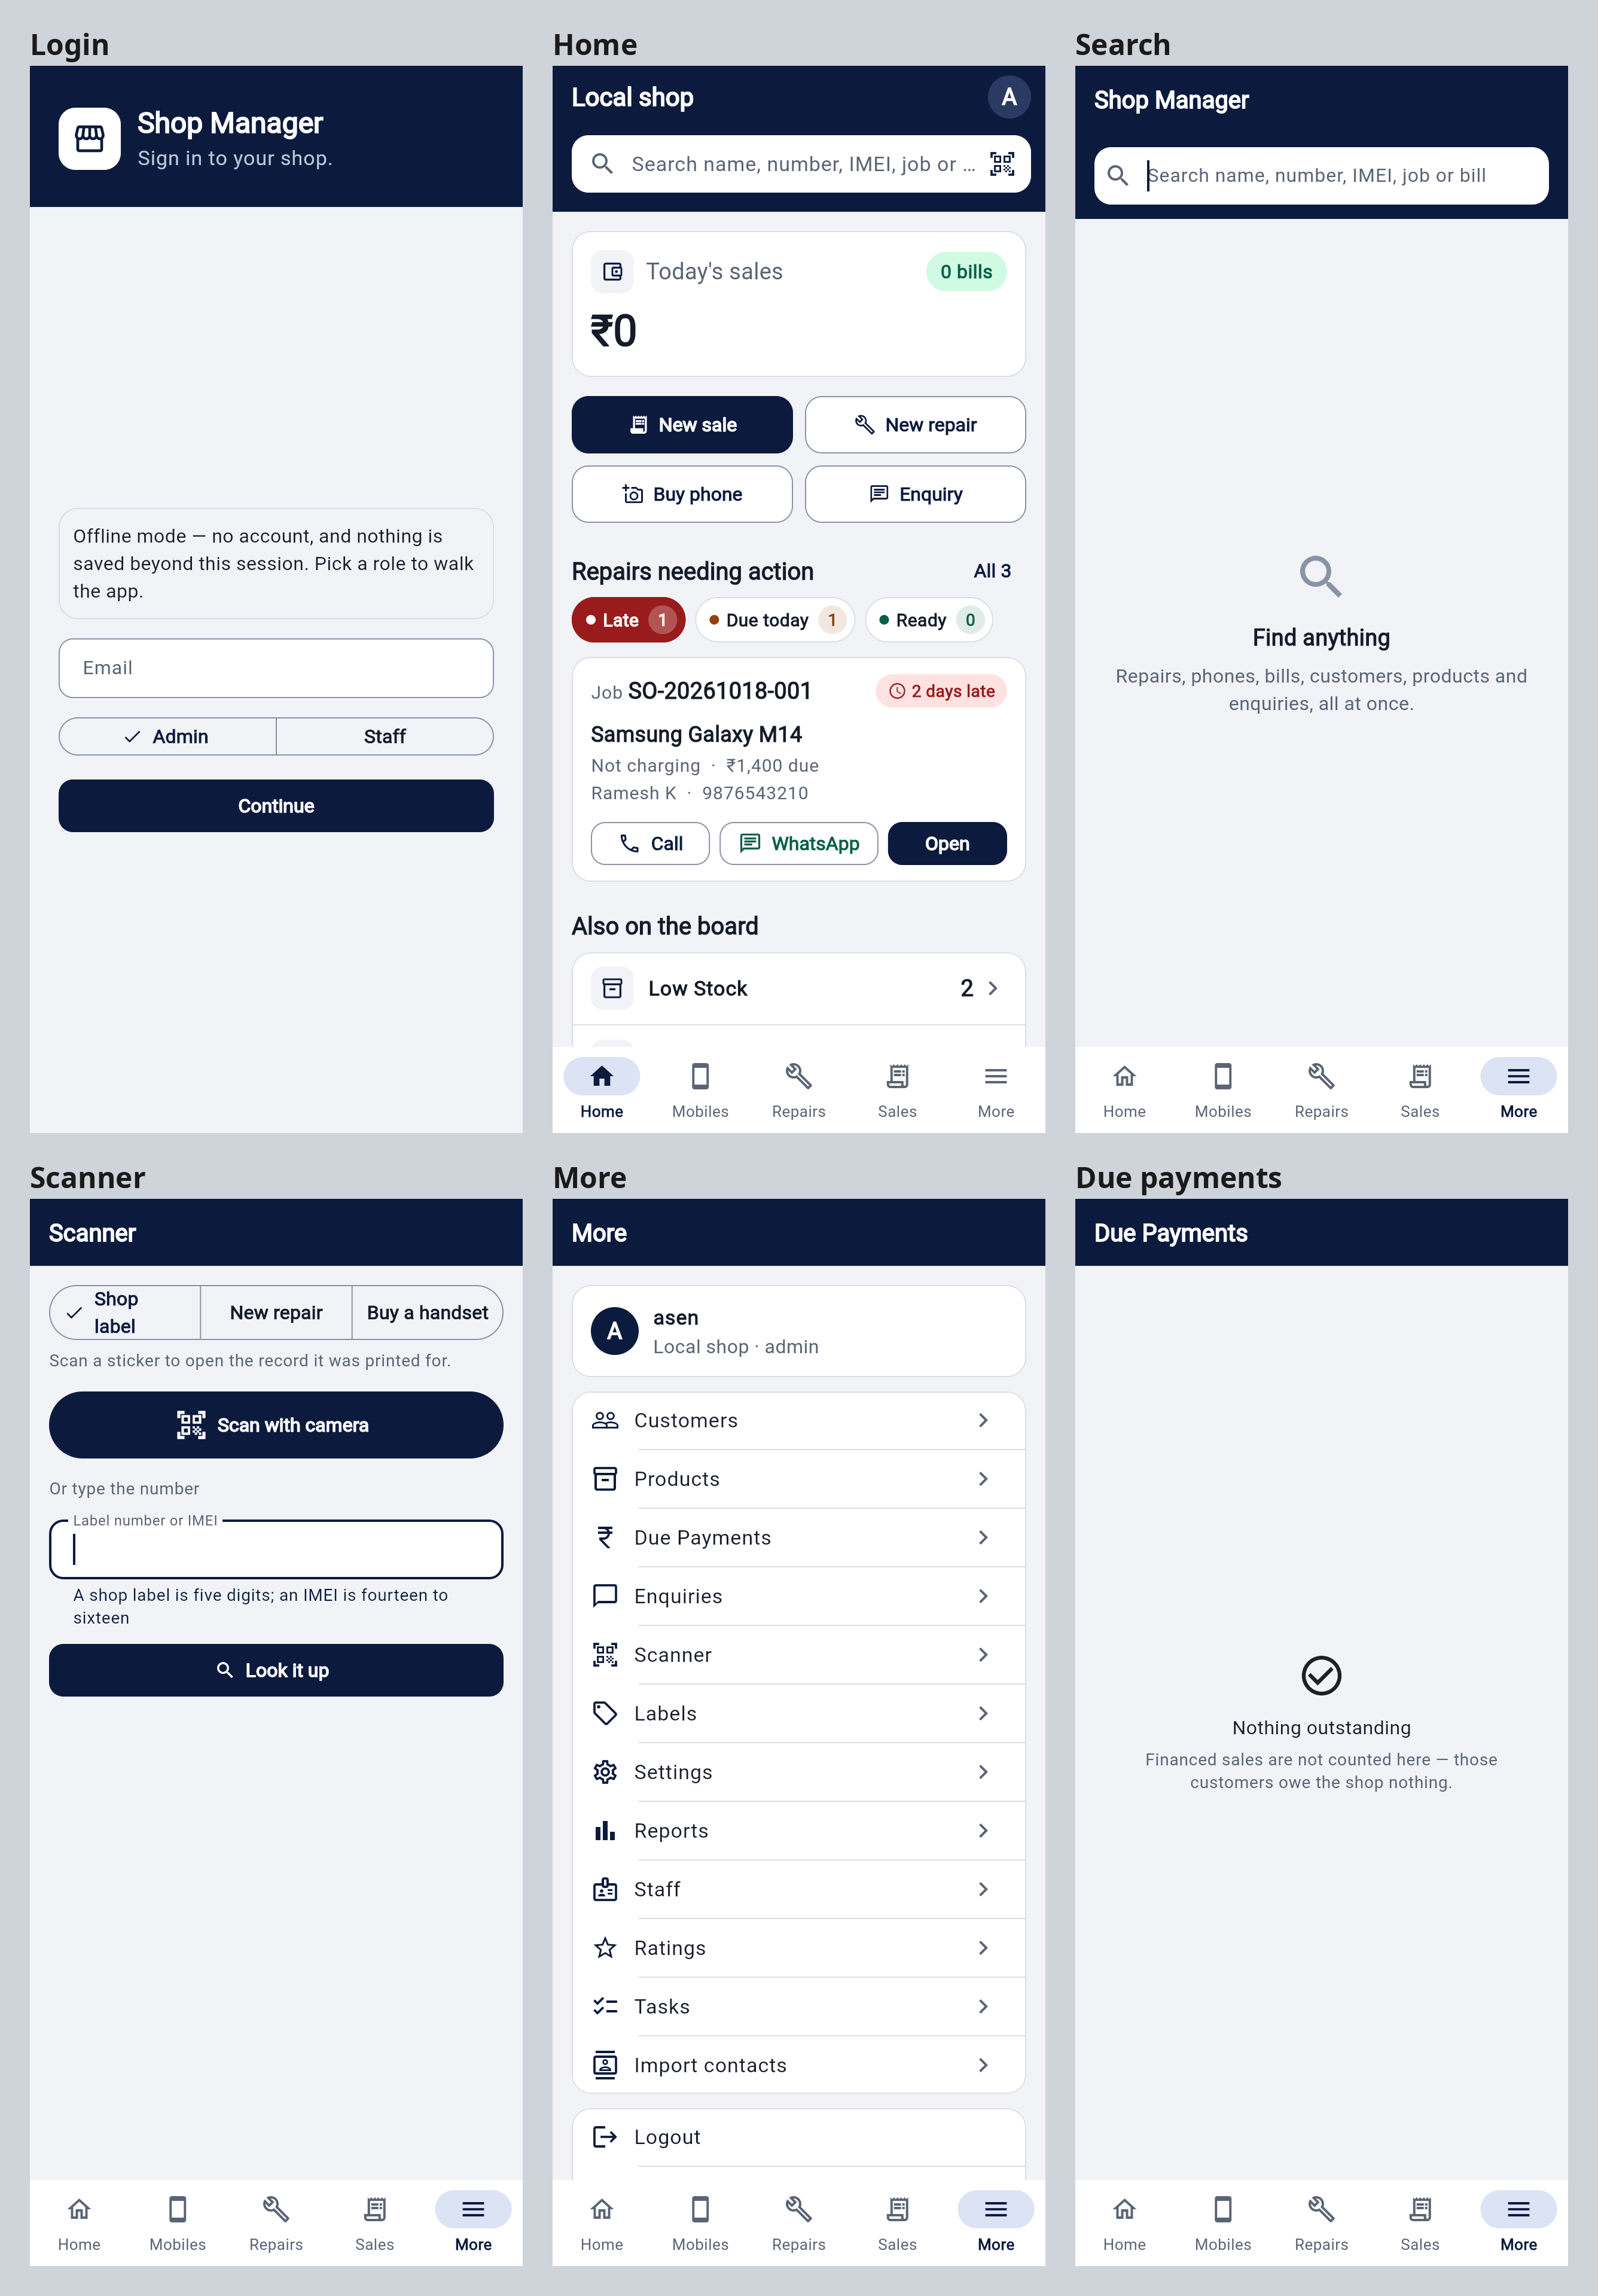 Login
Shop Manager
Sign in to your shop.
Offline mode — no account, and nothing is
saved beyond this session. Pick a role to walk
the app.
Email
Admin
Staff
Continue
Home
Local shop
A
Search name, number, IMEI, job or …
Today's sales
0 bills
₹0
New sale
New repair
Buy phone
Enquiry
Repairs needing action
All 3
Late 1
Due today 1
Ready 0
Job SO-20261018-001
2 days late
Samsung Galaxy M14
Not charging · ₹1,400 due
Ramesh K · 9876543210
Call
WhatsApp
Open
Also on the board
Low Stock
2
Home
Mobiles
Repairs
Sales
More
Search
Shop Manager
Search name, number, IMEI, job or bill
Find anything
Repairs, phones, bills, customers, products and
enquiries, all at once.
Home
Mobiles
Repairs
Sales
More
Scanner
Scanner
Shop
label
New repair
Buy a handset
Scan a sticker to open the record it was printed for.
Scan with camera
Or type the number
Label number or IMEI
A shop label is five digits; an IMEI is fourteen to
sixteen
Look it up
Home
Mobiles
Repairs
Sales
More
More
More
A
asen
Local shop · admin
Customers
Products
Due Payments
Enquiries
Scanner
Labels
Settings
Reports
Staff
Ratings
Tasks
Import contacts
Logout
Home
Mobiles
Repairs
Sales
More
Due payments
Due Payments
Nothing outstanding
Financed sales are not counted here — those
customers owe the shop nothing.
Home
Mobiles
Repairs
Sales
More